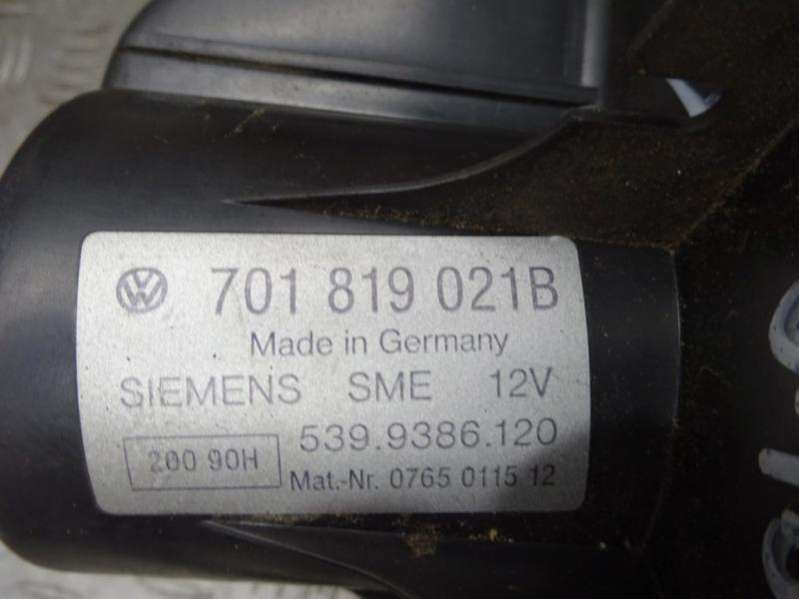 VW 701 819 021B
Made in Germany
SIEMENS SME 12V
539.9386.120
200 90H
Mat.-Nr. 0765 0115 12